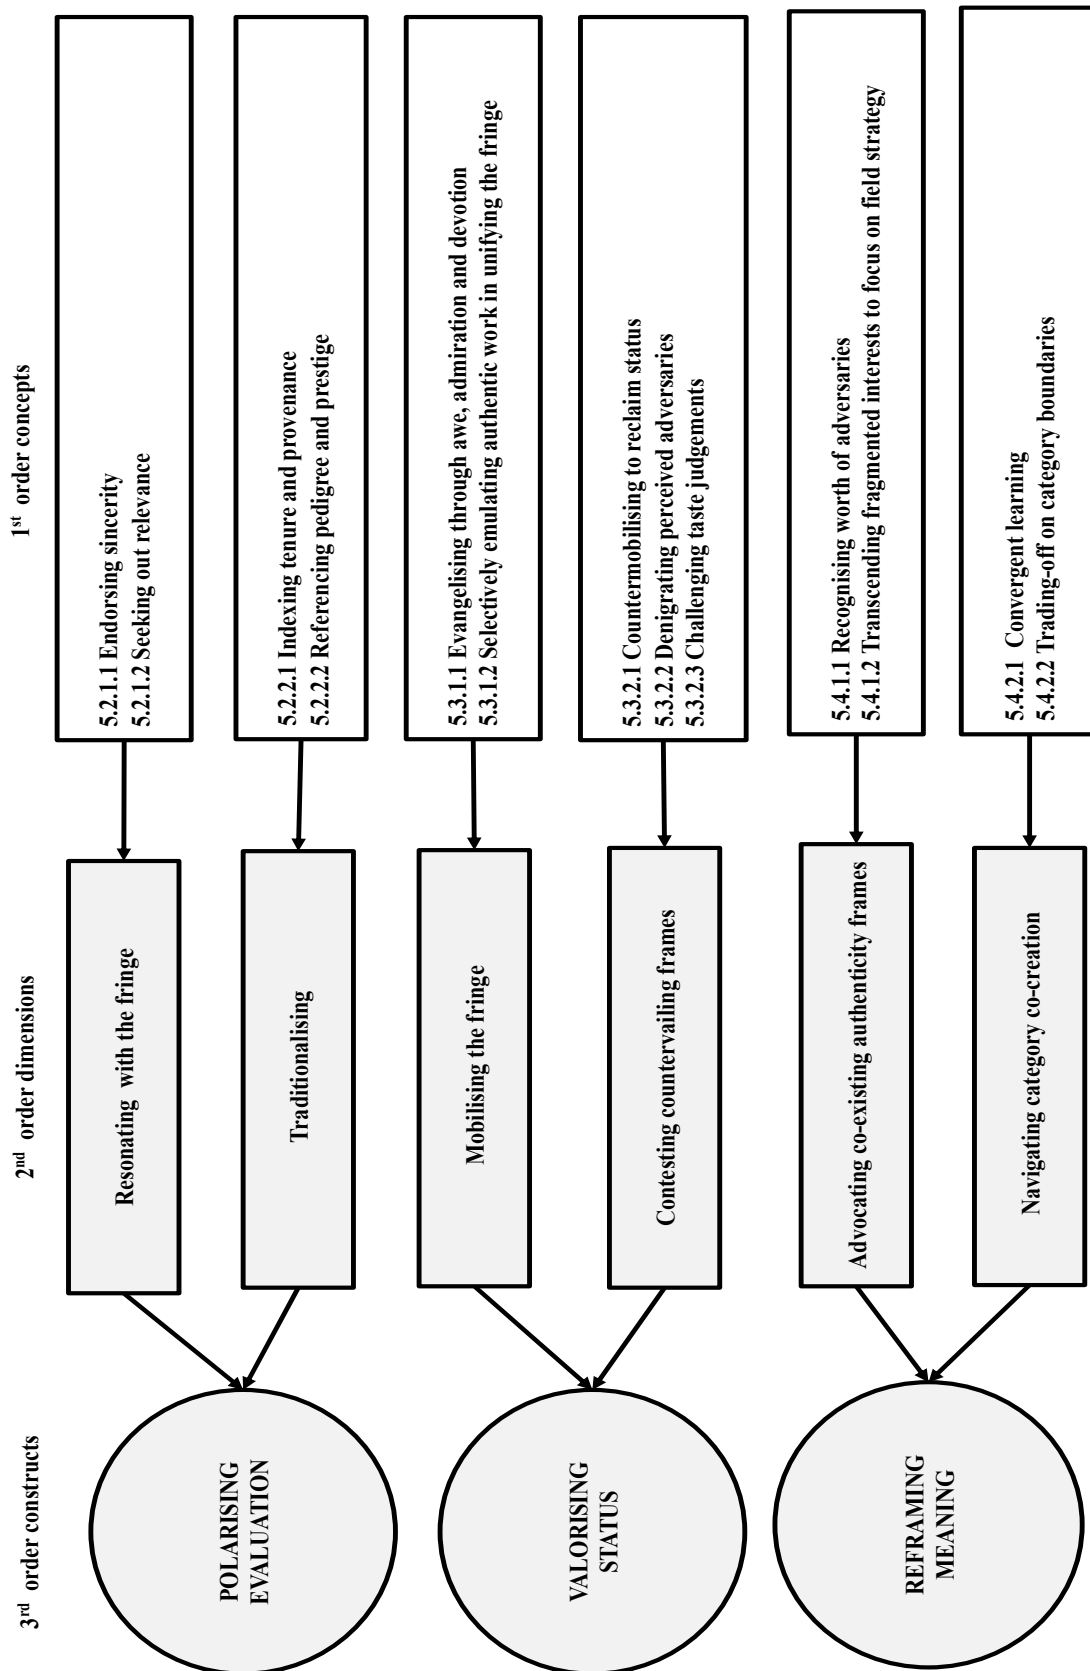 3rd order constructs
2nd order dimensions
1st order concepts
POLARISING
EVALUATION
Resonating with the fringe
5.2.1.1 Endorsing sincerity
5.2.1.2 Seeking out relevance
Traditionalising
5.2.2.1 Indexing tenure and provenance
5.2.2.2 Referencing pedigree and prestige
VALORISING
STATUS
Mobilising the fringe
5.3.1.1 Evangelising through awe, admiration and devotion
5.3.1.2 Selectively emulating authentic work in unifying the fringe
Contesting countervailing frames
5.3.2.1 Countermobilising to reclaim status
5.3.2.2 Denigrating perceived adversaries
5.3.2.3 Challenging taste judgements
REFRAMING
MEANING
Advocating co-existing authenticity frames
5.4.1.1 Recognising worth of adversaries
5.4.1.2 Transcending fragmented interests to focus on field strategy
Navigating category co-creation
5.4.2.1 Convergent learning
5.4.2.2 Trading-off on category boundaries